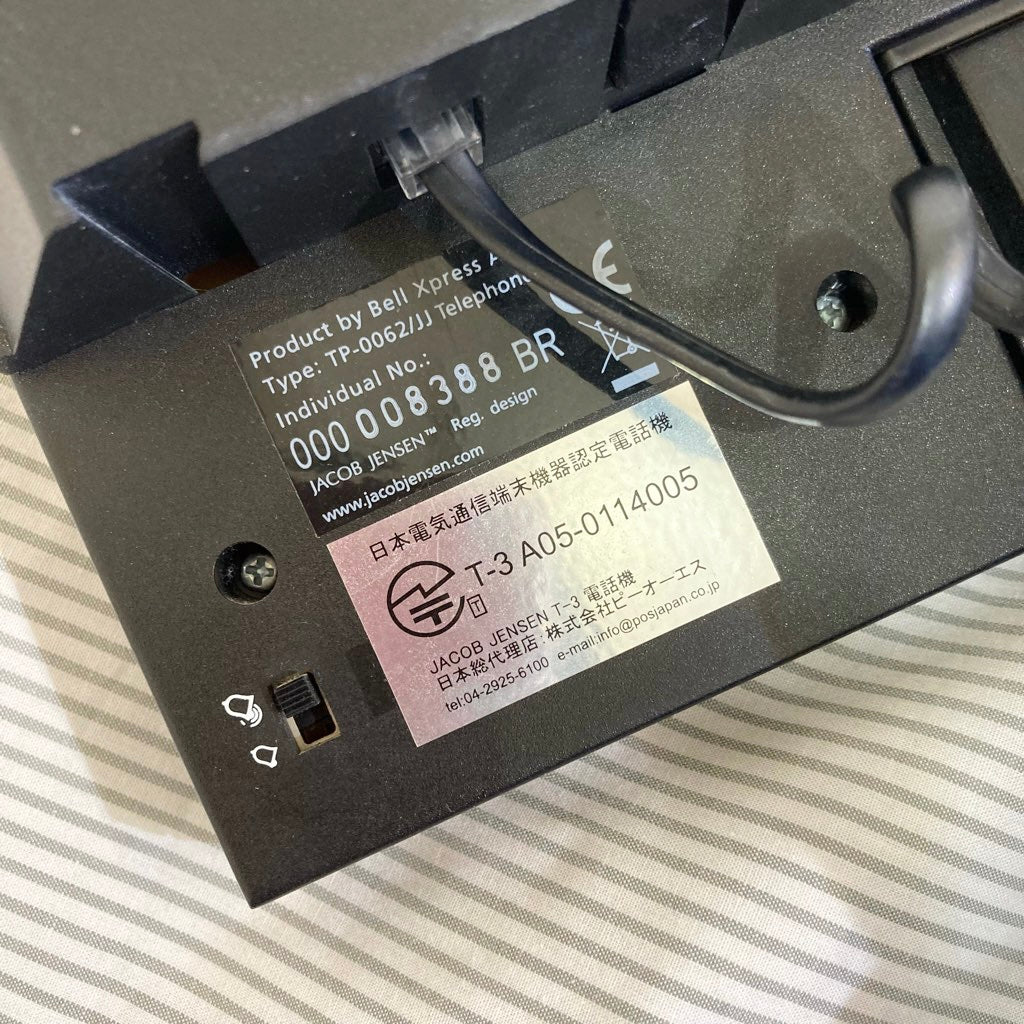 Product by Bell Xpress
Type: TP-0062/JJ Telephone
Individual No.:
000 008388 BR
JACOB JENSEN™ Reg. design
www.jacobjensen.com
CE
日本電気通信端末機器認定電話機
T-3 A05-0114005
T
JACOB JENSEN T-3 電話機
日本総代理店:株式会社ピーオーエス
tel:04-2925-6100 e-mail:info@posjapan.co.jp